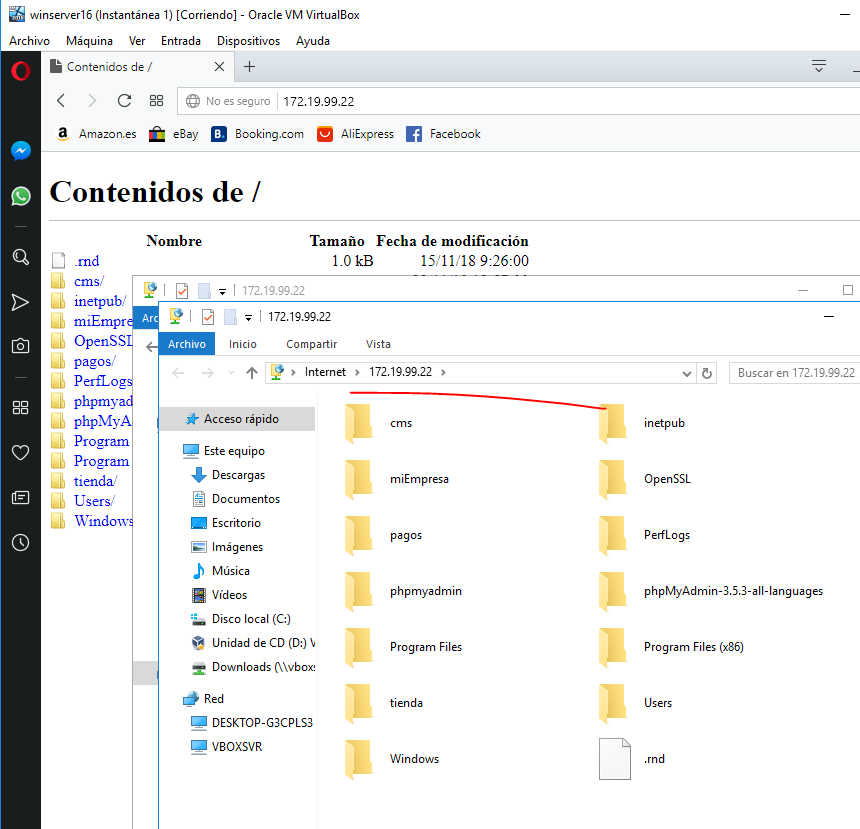 winserver16 (Instantánea 1) [Corriendo] - Oracle VM VirtualBox
Archivo Máquina Ver Entrada Dispositivos Ayuda
Contenidos de /
No es seguro 172.19.99.22
Amazon.es eBay Booking.com AliExpress Facebook
Contenidos de /
Nombre Tamaño Fecha de modificación
.rnd 1.0 kB 15/11/18 9:26:00
cms/
inetpub/
miEmpre
OpenSSL
pagos/
PerfLogs
phpmyad
phpMyA
Program
Program
tienda/
Users/
Windows
172.19.99.22
Arc
172.19.99.22
Archivo Inicio Compartir Vista
Internet 172.19.99.22
Buscar en 172.19.99.22
Acceso rápido
Este equipo
Descargas
Documentos
Escritorio
Imágenes
Música
Vídeos
Disco local (C:)
Unidad de CD (D:) V
Downloads (\\vboxs
Red
DESKTOP-G3CPLS3
VBOXSVR
cms inetpub
miEmpresa OpenSSL
pagos PerfLogs
phpmyadmin phpMyAdmin-3.5.3-all-languages
Program Files Program Files (x86)
tienda Users
Windows .rnd